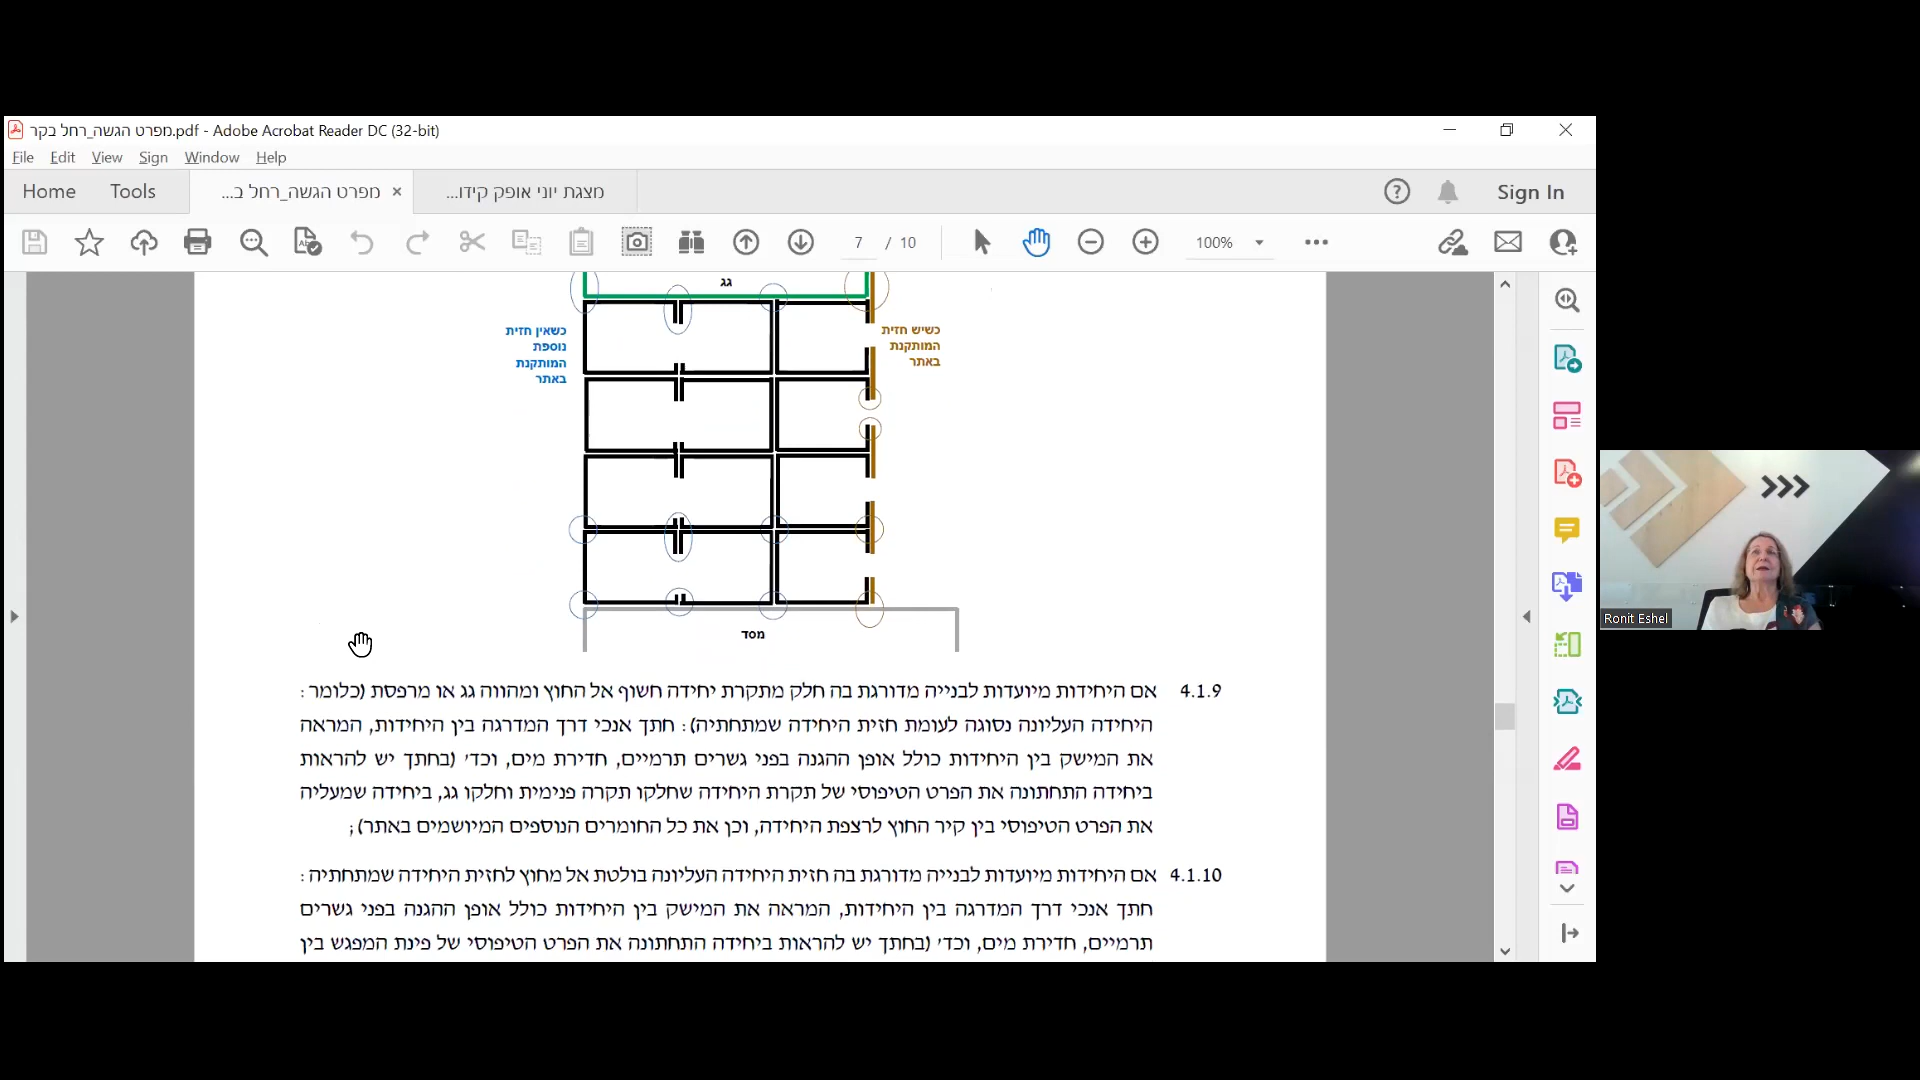 מפרט הגשה_רחל בקר.pdf - Adobe Acrobat Reader DC (32-bit)
File Edit View Sign Window Help
Home Tools מפרט הגשה_רחל ב... × מצגת יוני אופק קידו... Sign In
7 / 10 100%
גג
כשאין חזית
נוספת
המותקנת
באתר
כשיש חזית
המותקנת
באתר
מסד
4.1.9 אם היחידות מיועדות לבנייה מדורגת בה חלק מתקרת יחידה חשוף אל החוץ ומהווה גג או מרפסת (כלומר:
היחידה העליונה נסוגה לעומת חזית היחידה שמתחתיה): חתך אנכי דרך המדרגה בין היחידות, המראה
את המישק בין היחידות כולל אופן ההגנה בפני גשרים תרמיים, חדירת מים, וכד' (בחתך יש להראות
ביחידה התחתונה את הפרט הטיפוסי של תקרת היחידה שחלקו תקרה פנימית וחלקו גג, ביחידה שמעליה
את הפרט הטיפוסי בין קיר החוץ לרצפת היחידה, וכן את כל החומרים הנוספים המיושמים באתר);
4.1.10 אם היחידות מיועדות לבנייה מדורגת בה חזית היחידה העליונה בולטת אל מחוץ לחזית היחידה שמתחתיה:
חתך אנכי דרך המדרגה בין היחידות, המראה את המישק בין היחידות כולל אופן ההגנה בפני גשרים
תרמיים, חדירת מים, וכד' (בחתך יש להראות ביחידה התחתונה את הפרט הטיפוסי של פינת המפגש בין
Ronit Eshel